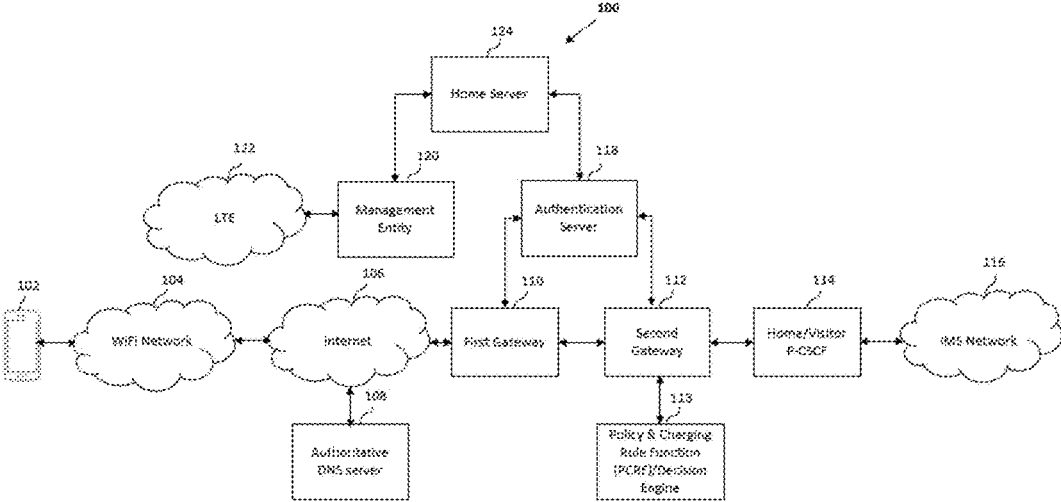 100
124
Home Server
122
120
118
LTE
Management
Entity
Authentication
Server
102
104
106
110
112
114
116
WiFi Network
Internet
First Gateway
Second
Gateway
Home/Visitor
P-CSCF
IMS Network
108
113
Authoritative
DNS server
Policy & Charging
Rule Function
(PCRF)/Decision
Engine